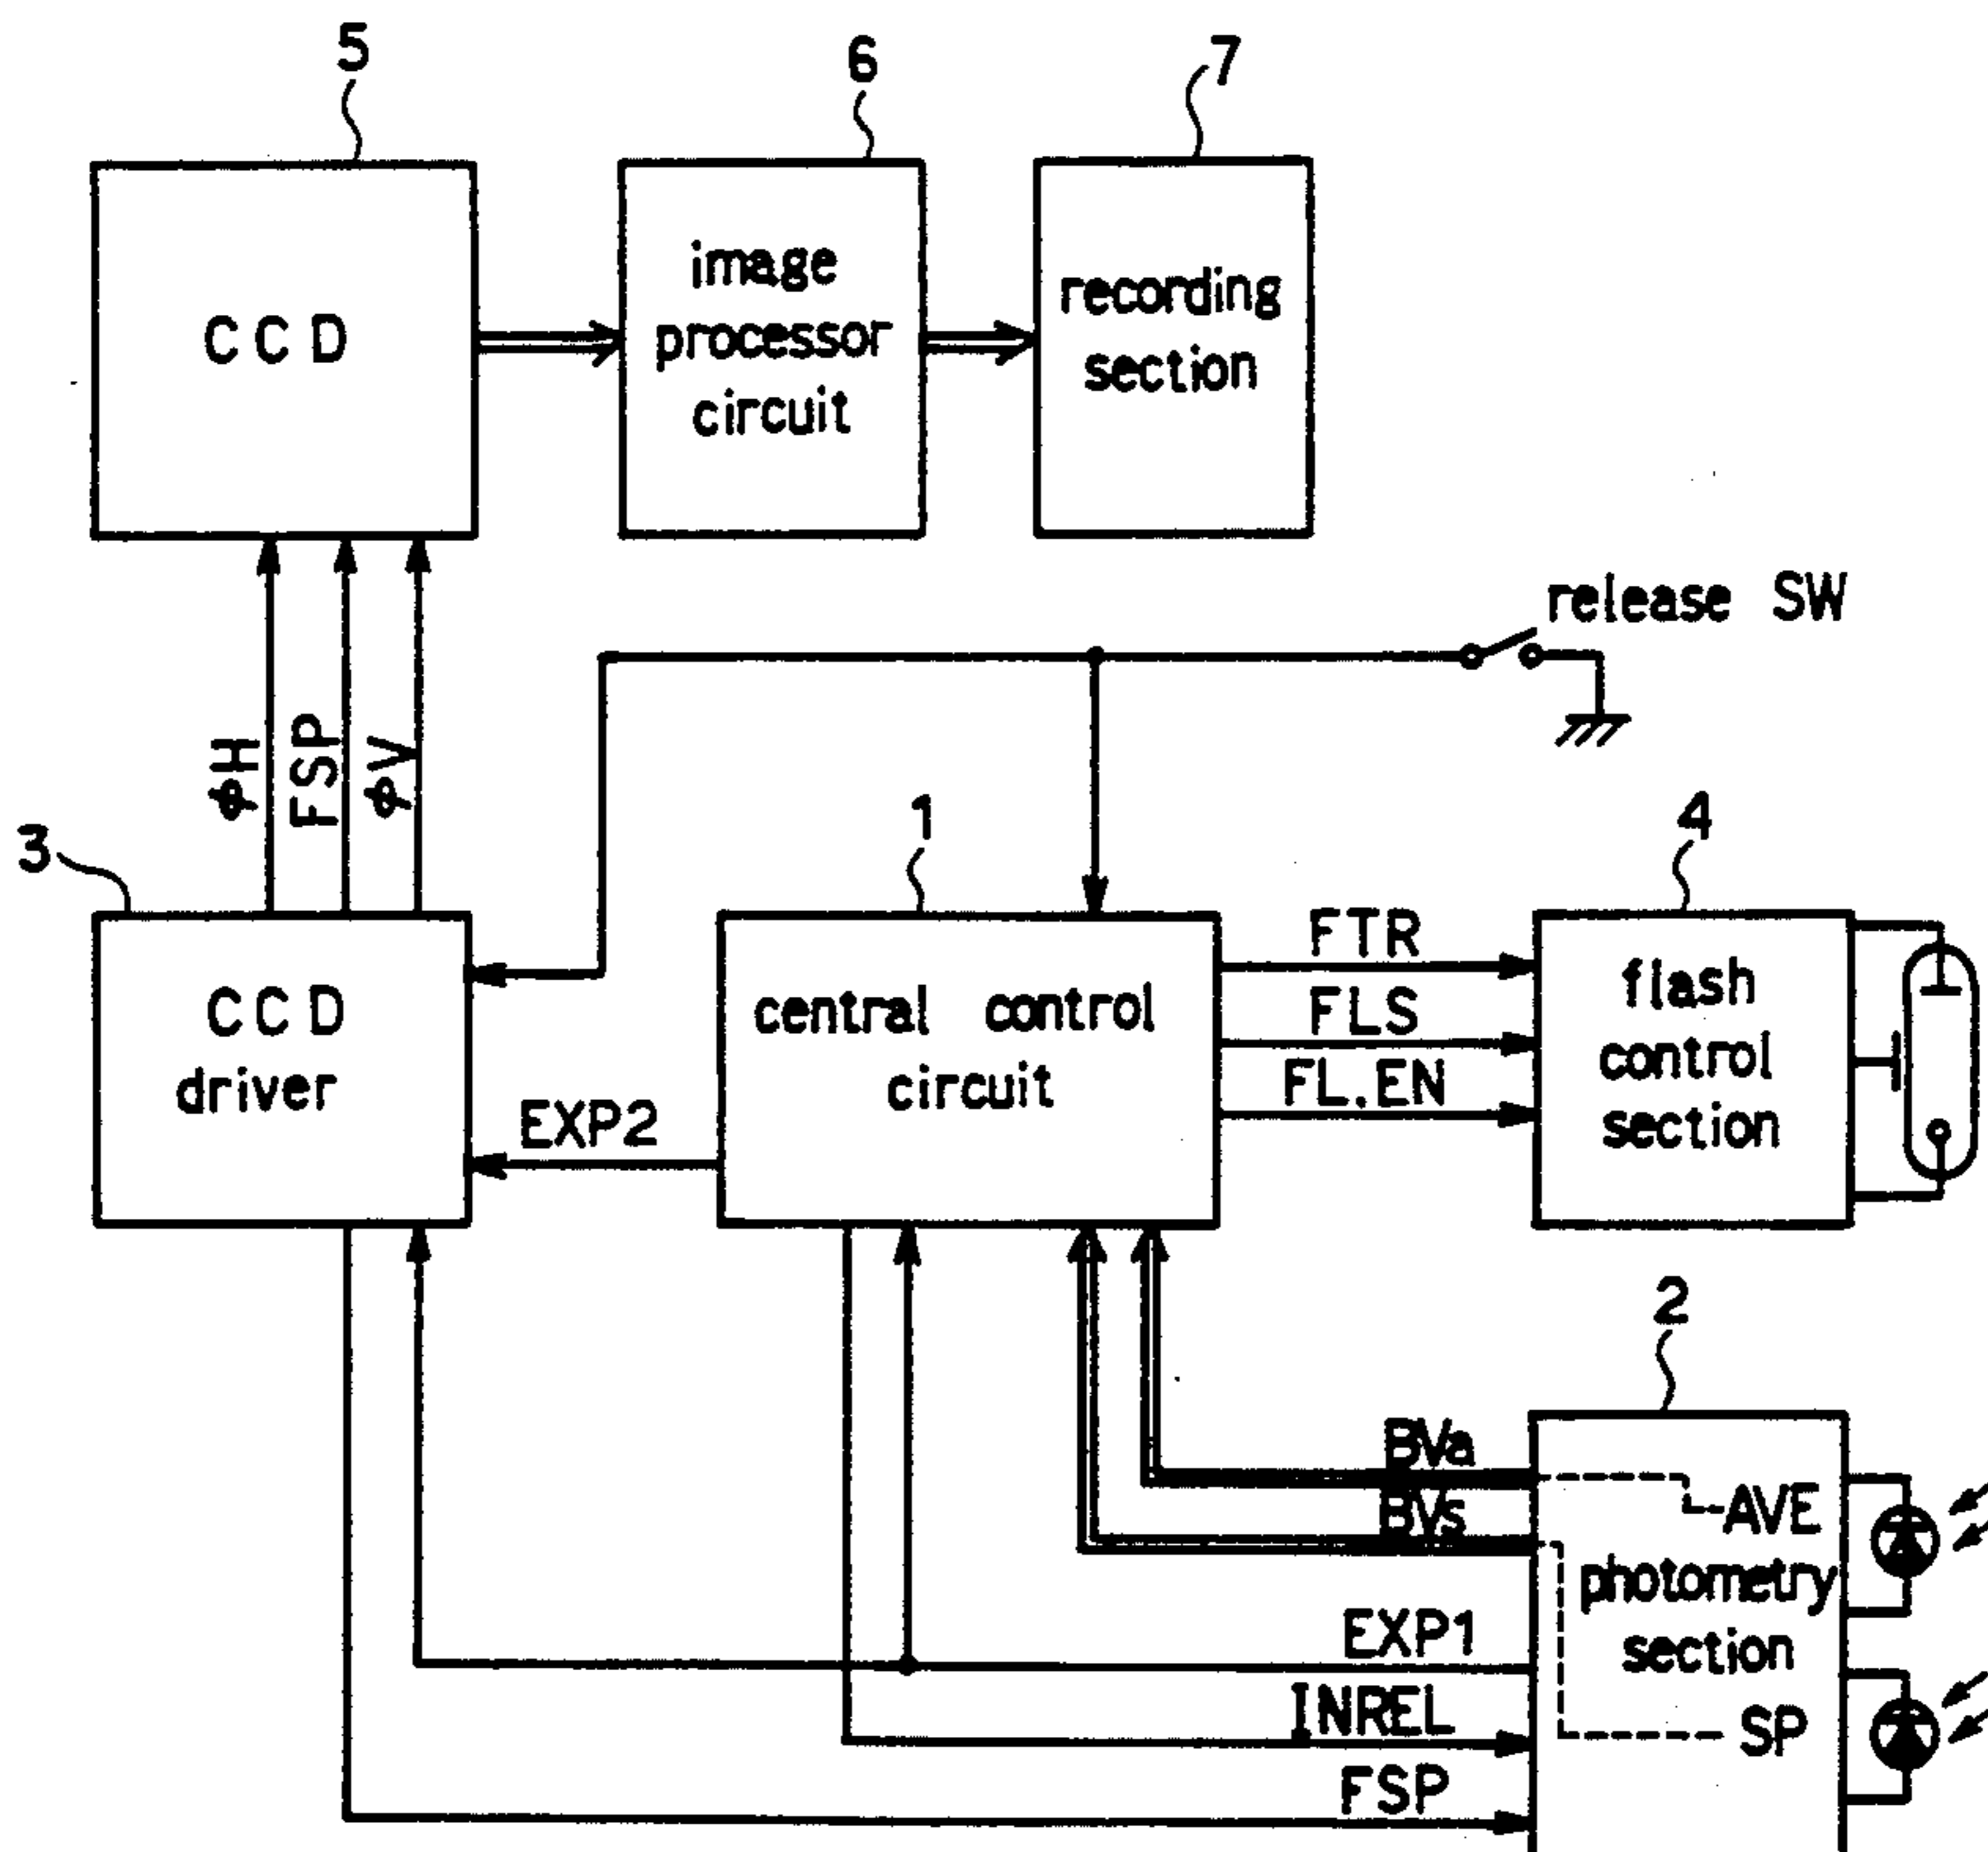 5
6
7
CCD
image
processor
circuit
recording
section
release SW
φH
FSP
φV
3
1
4
CCD
driver
central control
circuit
FTR
FLS
FL.EN
flash
control
section
EXP2
2
BVa
BVs
AVE
photometry
section
SP
EXP1
INREL
FSP